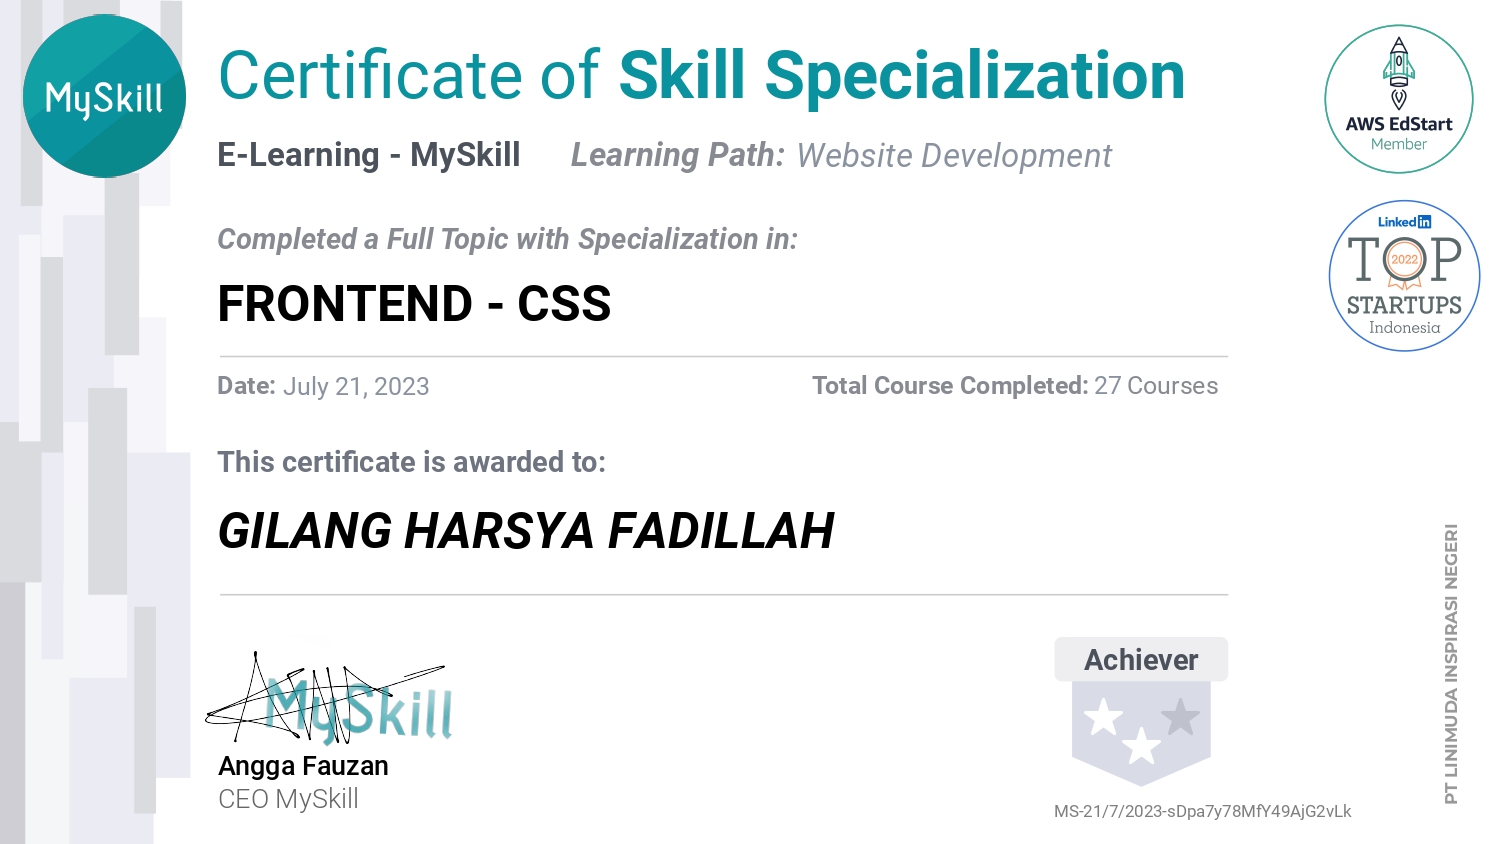 MySkill
Certificate of Skill Specialization
E-Learning - MySkill Learning Path: Website Development
Completed a Full Topic with Specialization in:
FRONTEND - CSS
Date: July 21, 2023 Total Course Completed: 27 Courses
This certificate is awarded to:
GILANG HARSYA FADILLAH
MySkill
Angga Fauzan
CEO MySkill
Achiever
MS-21/7/2023-sDpa7y78MfY49AjG2vLk
AWS EdStart
Member
Linked in
TOP
2022
STARTUPS
Indonesia
PT LINIMUDA INSPIRASI NEGERI